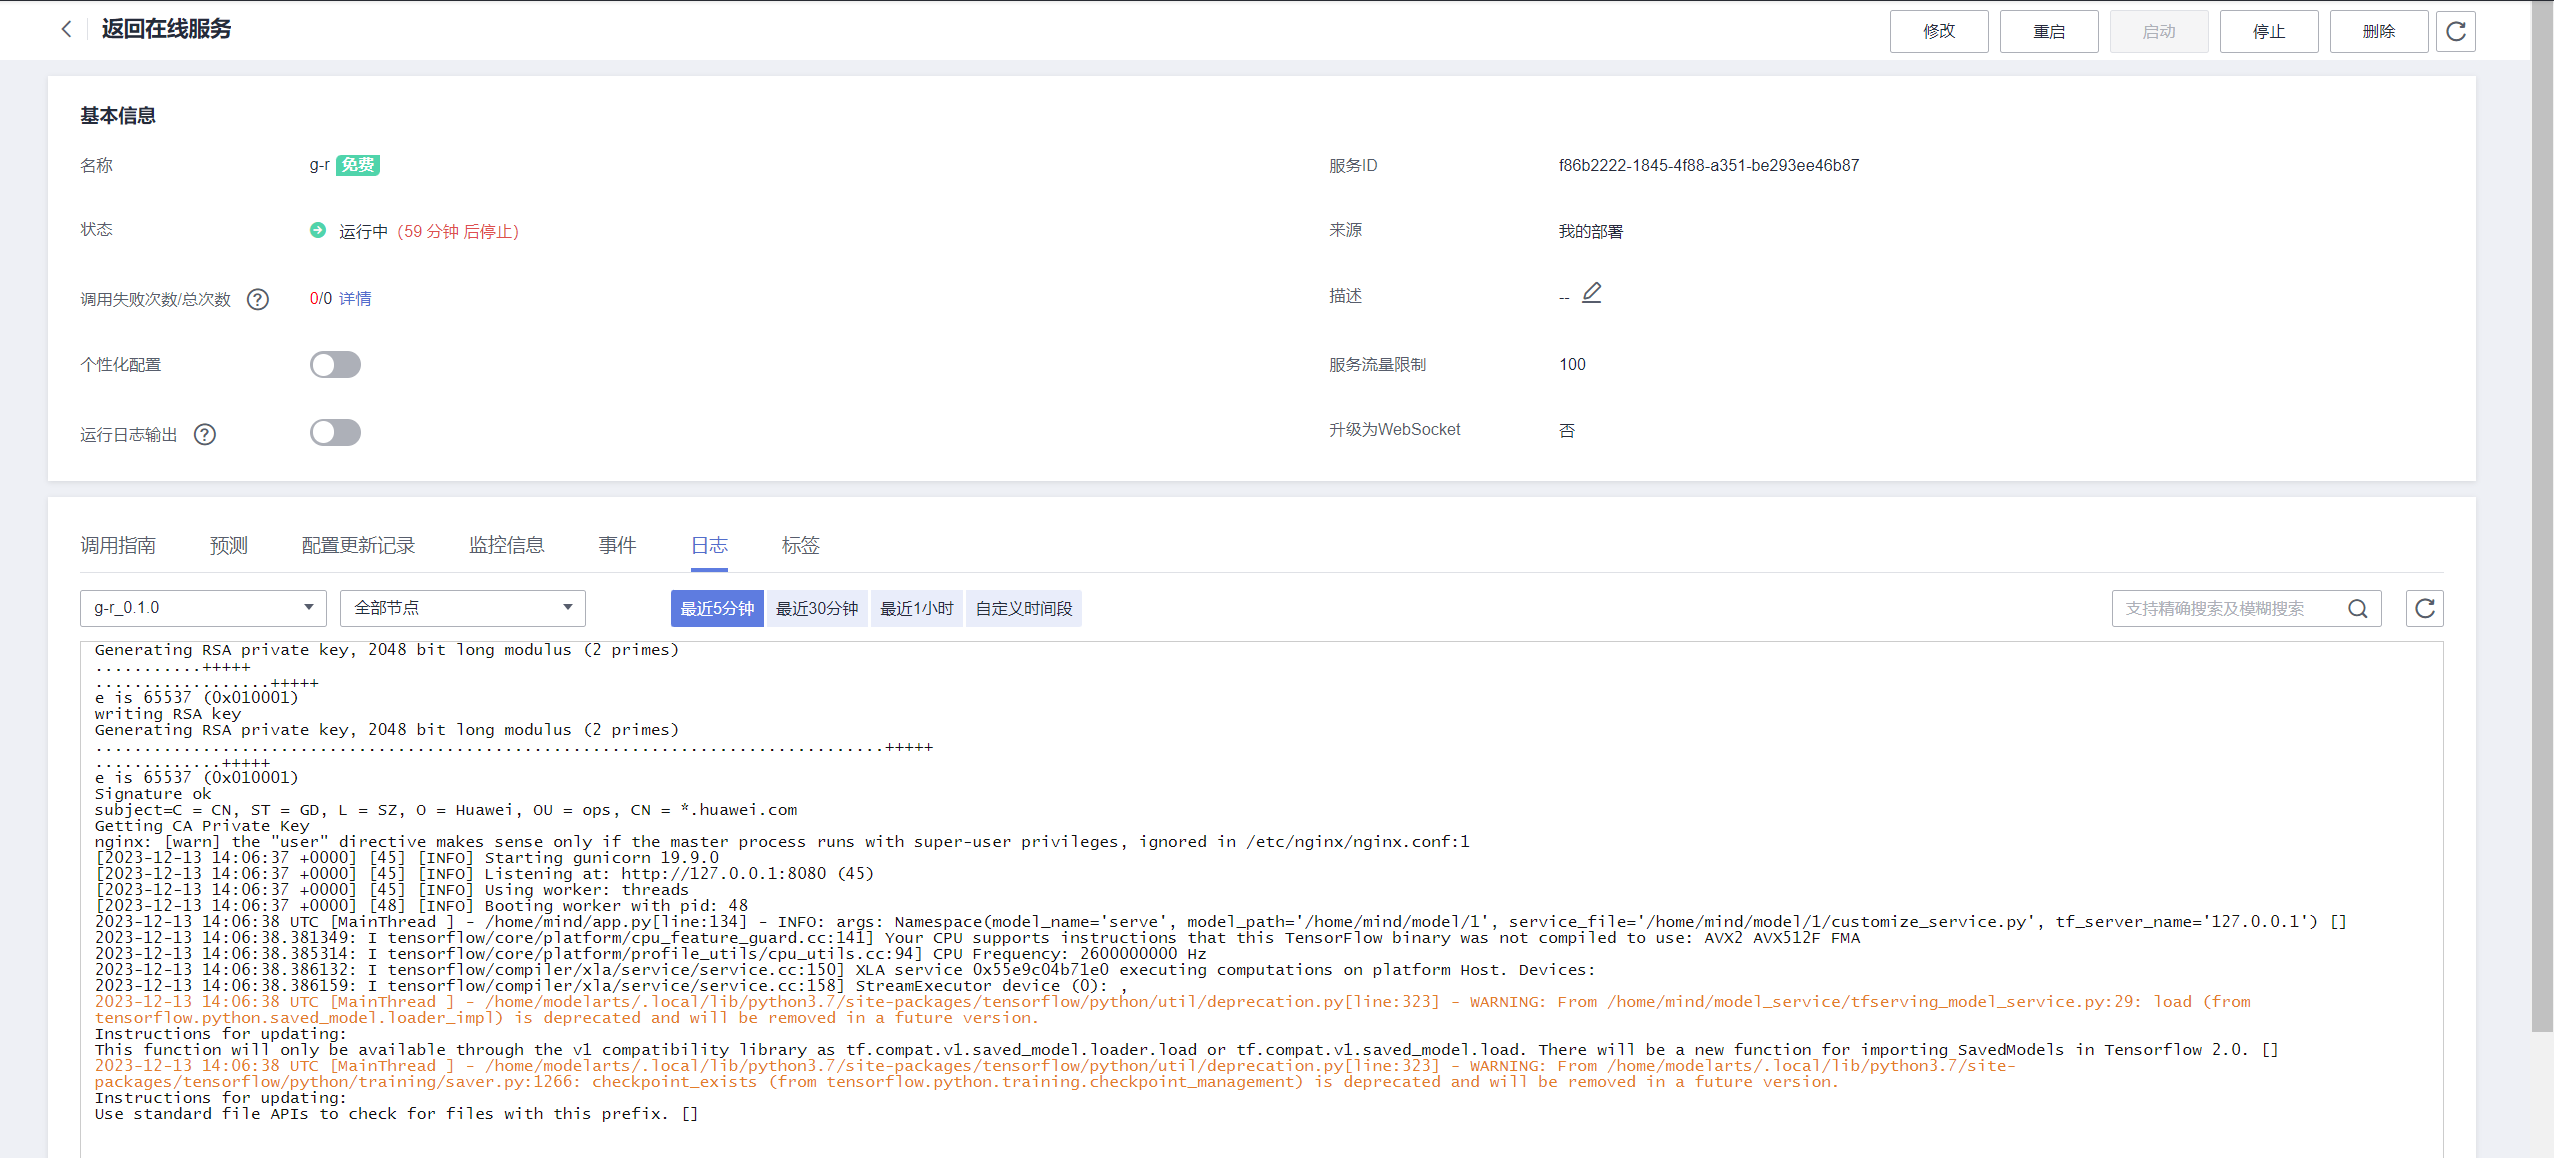 返回在线服务
修改 重启 启动 停止 删除
基本信息
名称 g-r 免费 服务ID f86b2222-1845-4f88-a351-be293ee46b87
状态 运行中（59 分钟 后停止） 来源 我的部署
调用失败次数/总次数 ? 0/0 详情 描述 --
个性化配置 服务流量限制 100
运行日志输出 ? 升级为WebSocket 否
调用指南 预测 配置更新记录 监控信息 事件 日志 标签
g-r_0.1.0 全部节点 最近5分钟 最近30分钟 最近1小时 自定义时间段 支持精确搜索及模糊搜索
Generating RSA private key, 2048 bit long modulus (2 primes)
...........+++++
..................+++++
e is 65537 (0x010001)
writing RSA key
Generating RSA private key, 2048 bit long modulus (2 primes)
.................................................................................+++++
.............+++++
e is 65537 (0x010001)
Signature ok
subject=C = CN, ST = GD, L = SZ, O = Huawei, OU = ops, CN = *.huawei.com
Getting CA Private Key
nginx: [warn] the "user" directive makes sense only if the master process runs with super-user privileges, ignored in /etc/nginx/nginx.conf:1
[2023-12-13 14:06:37 +0000] [45] [INFO] Starting gunicorn 19.9.0
[2023-12-13 14:06:37 +0000] [45] [INFO] Listening at: http://127.0.0.1:8080 (45)
[2023-12-13 14:06:37 +0000] [45] [INFO] Using worker: threads
[2023-12-13 14:06:37 +0000] [48] [INFO] Booting worker with pid: 48
2023-12-13 14:06:38 UTC [MainThread ] - /home/mind/app.py[line:134] - INFO: args: Namespace(model_name='serve', model_path='/home/mind/model/1', service_file='/home/mind/model/1/customize_service.py', tf_server_name='127.0.0.1') []
2023-12-13 14:06:38.381349: I tensorflow/core/platform/cpu_feature_guard.cc:141] Your CPU supports instructions that this TensorFlow binary was not compiled to use: AVX2 AVX512F FMA
2023-12-13 14:06:38.385314: I tensorflow/core/platform/profile_utils/cpu_utils.cc:94] CPU Frequency: 2600000000 Hz
2023-12-13 14:06:38.386132: I tensorflow/compiler/xla/service/service.cc:150] XLA service 0x55e9c04b71e0 executing computations on platform Host. Devices:
2023-12-13 14:06:38.386159: I tensorflow/compiler/xla/service/service.cc:158] StreamExecutor device (0): ,
2023-12-13 14:06:38 UTC [MainThread ] - /home/modelarts/.local/lib/python3.7/site-packages/tensorflow/python/util/deprecation.py[line:323] - WARNING: From /home/mind/model_service/tfserving_model_service.py:29: load (from
tensorflow.python.saved_model.loader_impl) is deprecated and will be removed in a future version.
Instructions for updating:
This function will only be available through the v1 compatibility library as tf.compat.v1.saved_model.loader.load or tf.compat.v1.saved_model.load. There will be a new function for importing SavedModels in Tensorflow 2.0. []
2023-12-13 14:06:38 UTC [MainThread ] - /home/modelarts/.local/lib/python3.7/site-packages/tensorflow/python/util/deprecation.py[line:323] - WARNING: From /home/modelarts/.local/lib/python3.7/site-
packages/tensorflow/python/training/saver.py:1266: checkpoint_exists (from tensorflow.python.training.checkpoint_management) is deprecated and will be removed in a future version.
Instructions for updating:
Use standard file APIs to check for files with this prefix. []